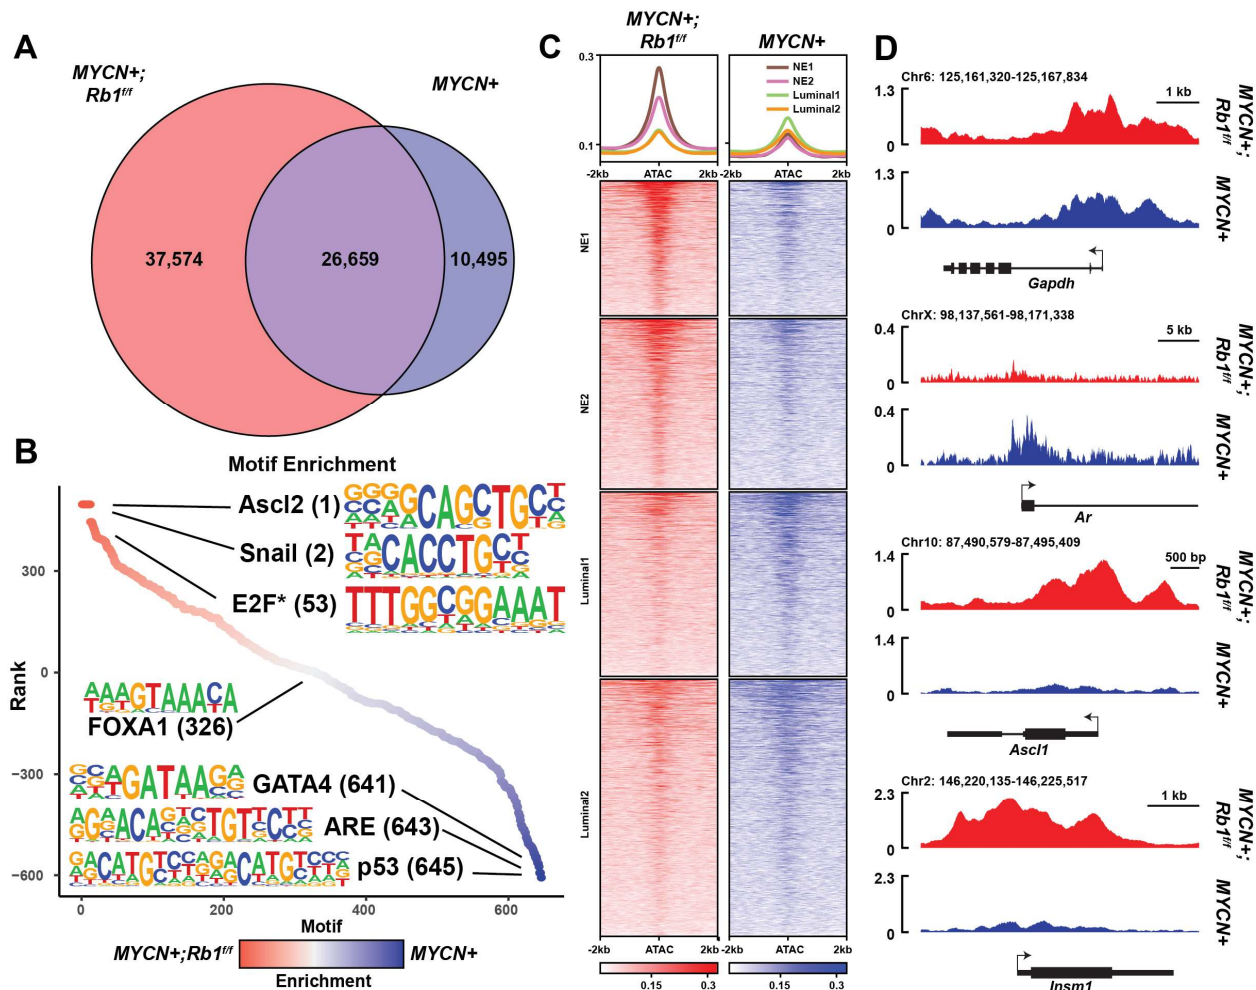 A
MYCN+;
Rb1f/f
MYCN+
37,574
26,659
10,495
B
Motif Enrichment
Ascl2 (1)
Snail (2)
E2F* (53)
FOXA1 (326)
GATA4 (641)
ARE (643)
p53 (645)
Rank
300
0
−300
−600
0
200
400
600
Motif
MYCN+;Rb1f/f
MYCN+
Enrichment
C
MYCN+;
Rb1f/f
MYCN+
0.3
0.1
NE1
NE2
Luminal1
Luminal2
-2kb
ATAC
2kb
-2kb
ATAC
2kb
NE1
NE2
Luminal1
Luminal2
-2kb
ATAC
2kb
-2kb
ATAC
2kb
0.15
0.3
0.15
0.3
D
Chr6: 125,161,320-125,167,834
1.3
0
1 kb
MYCN+;
Rb1f/f
1.3
0
MYCN+
Gapdh
ChrX: 98,137,561-98,171,338
0.4
0
5 kb
MYCN+;
Rb1f/f
0.4
0
MYCN+
Ar
Chr10: 87,490,579-87,495,409
1.4
0
500 bp
MYCN+;
Rb1f/f
1.4
0
MYCN+
Ascl1
Chr2: 146,220,135-146,225,517
2.3
0
1 kb
MYCN+;
Rb1f/f
2.3
0
MYCN+
Insm1